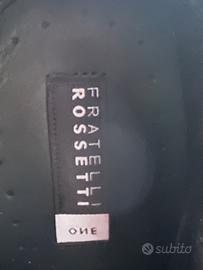 FRATELLI
ROSSETTI
ONE
subito